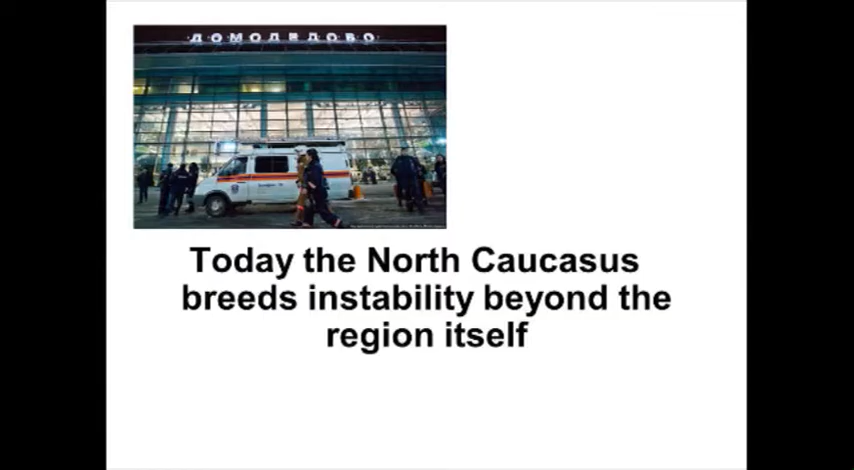 ДОМОДЕДОВО
Today the North Caucasus
breeds instability beyond the
region itself